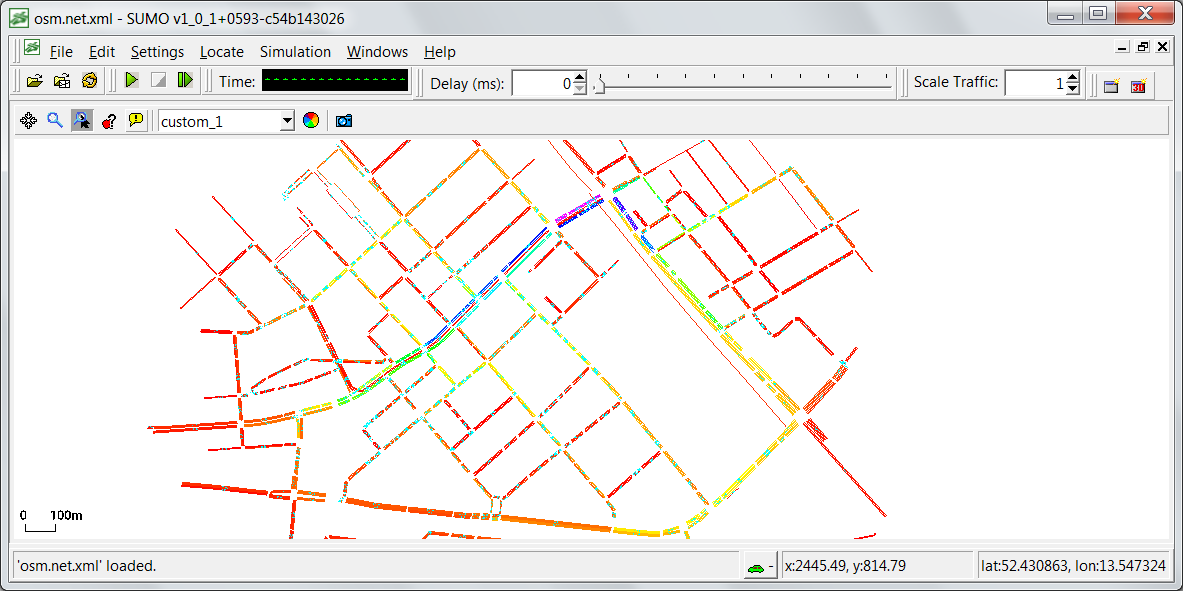 osm.net.xml - SUMO v1_0_1+0593-c54b143026
File Edit Settings Locate Simulation Windows Help
Time: Delay (ms): 0 Scale Traffic: 1
custom_1
0 100m
'osm.net.xml' loaded. - x:2445.49, y:814.79 lat:52.430863, lon:13.547324